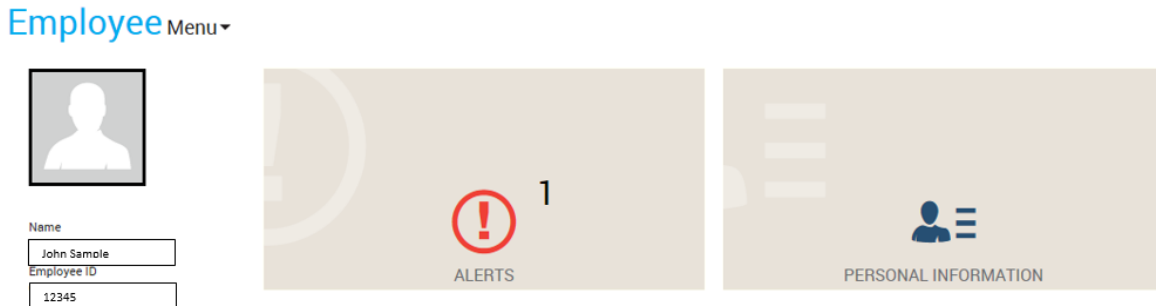 Employee Menu
1
Name
John Sample
ALERTS
PERSONAL INFORMATION
Employee ID
12345